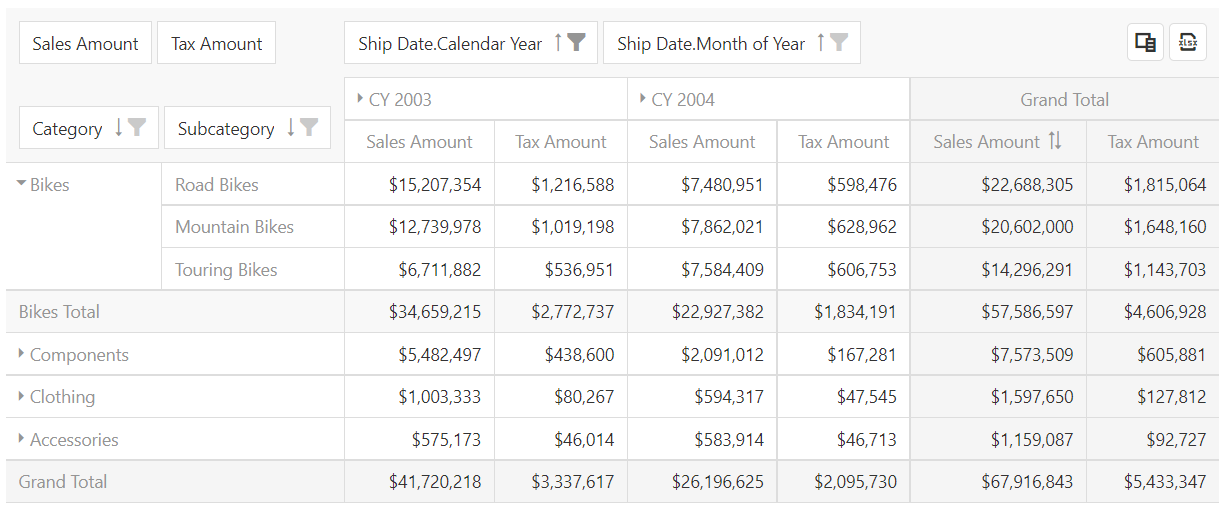 Sales Amount Tax Amount Ship Date.Calendar Year Ship Date.Month of Year xlsx
CY 2003 CY 2004 Grand Total
Category Subcategory
Sales Amount Tax Amount Sales Amount Tax Amount Sales Amount Tax Amount
Bikes Road Bikes $15,207,354 $1,216,588 $7,480,951 $598,476 $22,688,305 $1,815,064
Mountain Bikes $12,739,978 $1,019,198 $7,862,021 $628,962 $20,602,000 $1,648,160
Touring Bikes $6,711,882 $536,951 $7,584,409 $606,753 $14,296,291 $1,143,703
Bikes Total $34,659,215 $2,772,737 $22,927,382 $1,834,191 $57,586,597 $4,606,928
Components $5,482,497 $438,600 $2,091,012 $167,281 $7,573,509 $605,881
Clothing $1,003,333 $80,267 $594,317 $47,545 $1,597,650 $127,812
Accessories $575,173 $46,014 $583,914 $46,713 $1,159,087 $92,727
Grand Total $41,720,218 $3,337,617 $26,196,625 $2,095,730 $67,916,843 $5,433,347